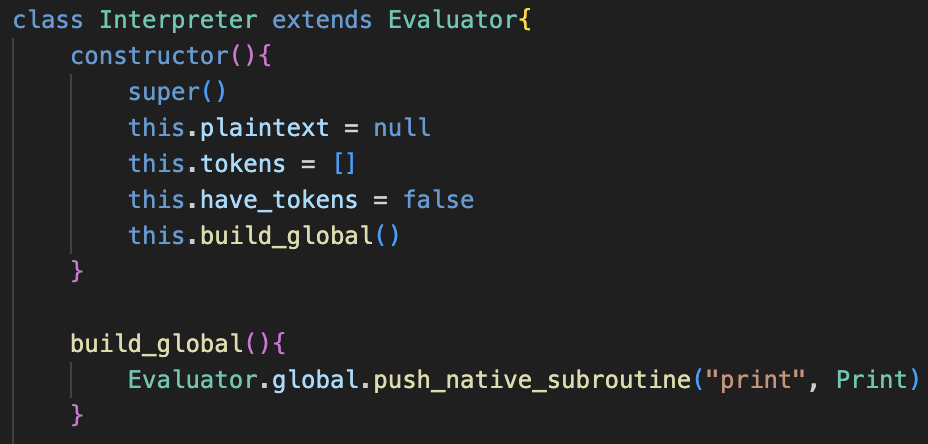 class Interpreter extends Evaluator{
    constructor(){
        super()
        this.plaintext = null
        this.tokens = []
        this.have_tokens = false
        this.build_global()
    }
    build_global(){
        Evaluator.global.push_native_subroutine("print", Print)
    }